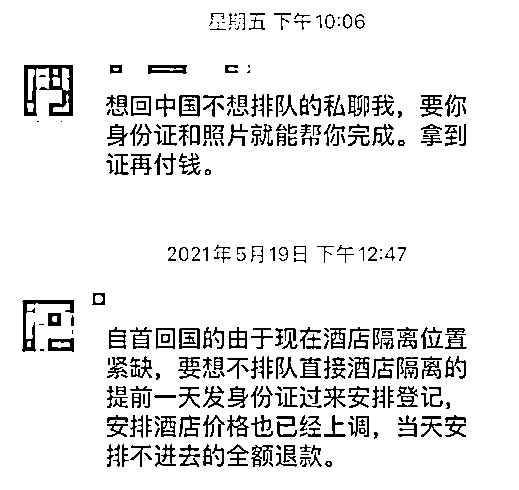 星期五 下午10:06
想回中国不想排队的私聊我，要你
身份证和照片就能帮你完成。拿到
证再付钱。
2021年5月19日 下午12:47
自首回国的由于现在酒店隔离位置
紧缺，要想不排队直接酒店隔离的
提前一天发身份证过来安排登记，
安排酒店价格也已经上调，当天安
排不进去的全额退款。